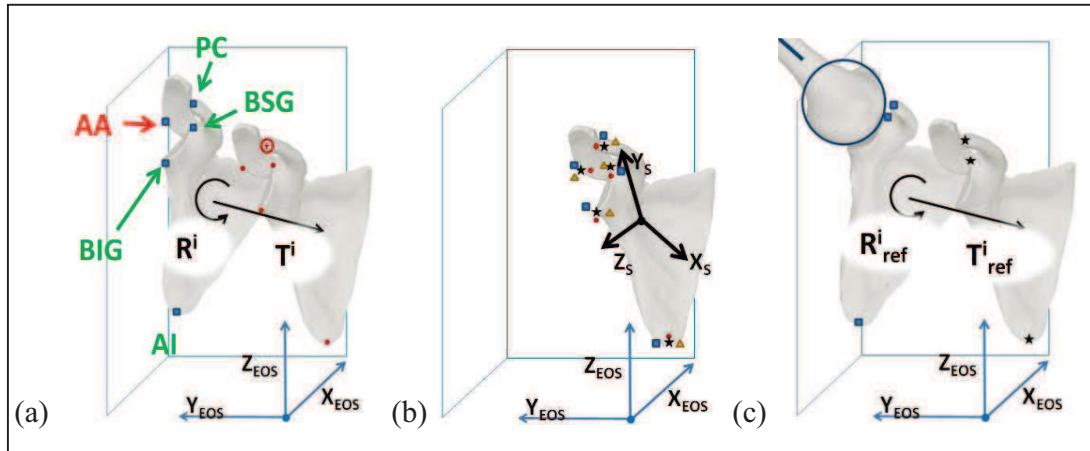 PC
BSG
AA
BIG
R^i
T^i
AI
Z_EOS
Y_EOS
X_EOS
(a)
Y_S
Z_S
X_S
Z_EOS
Y_EOS
X_EOS
(b)
R^i_ref
T^i_ref
Z_EOS
Y_EOS
X_EOS
(c)